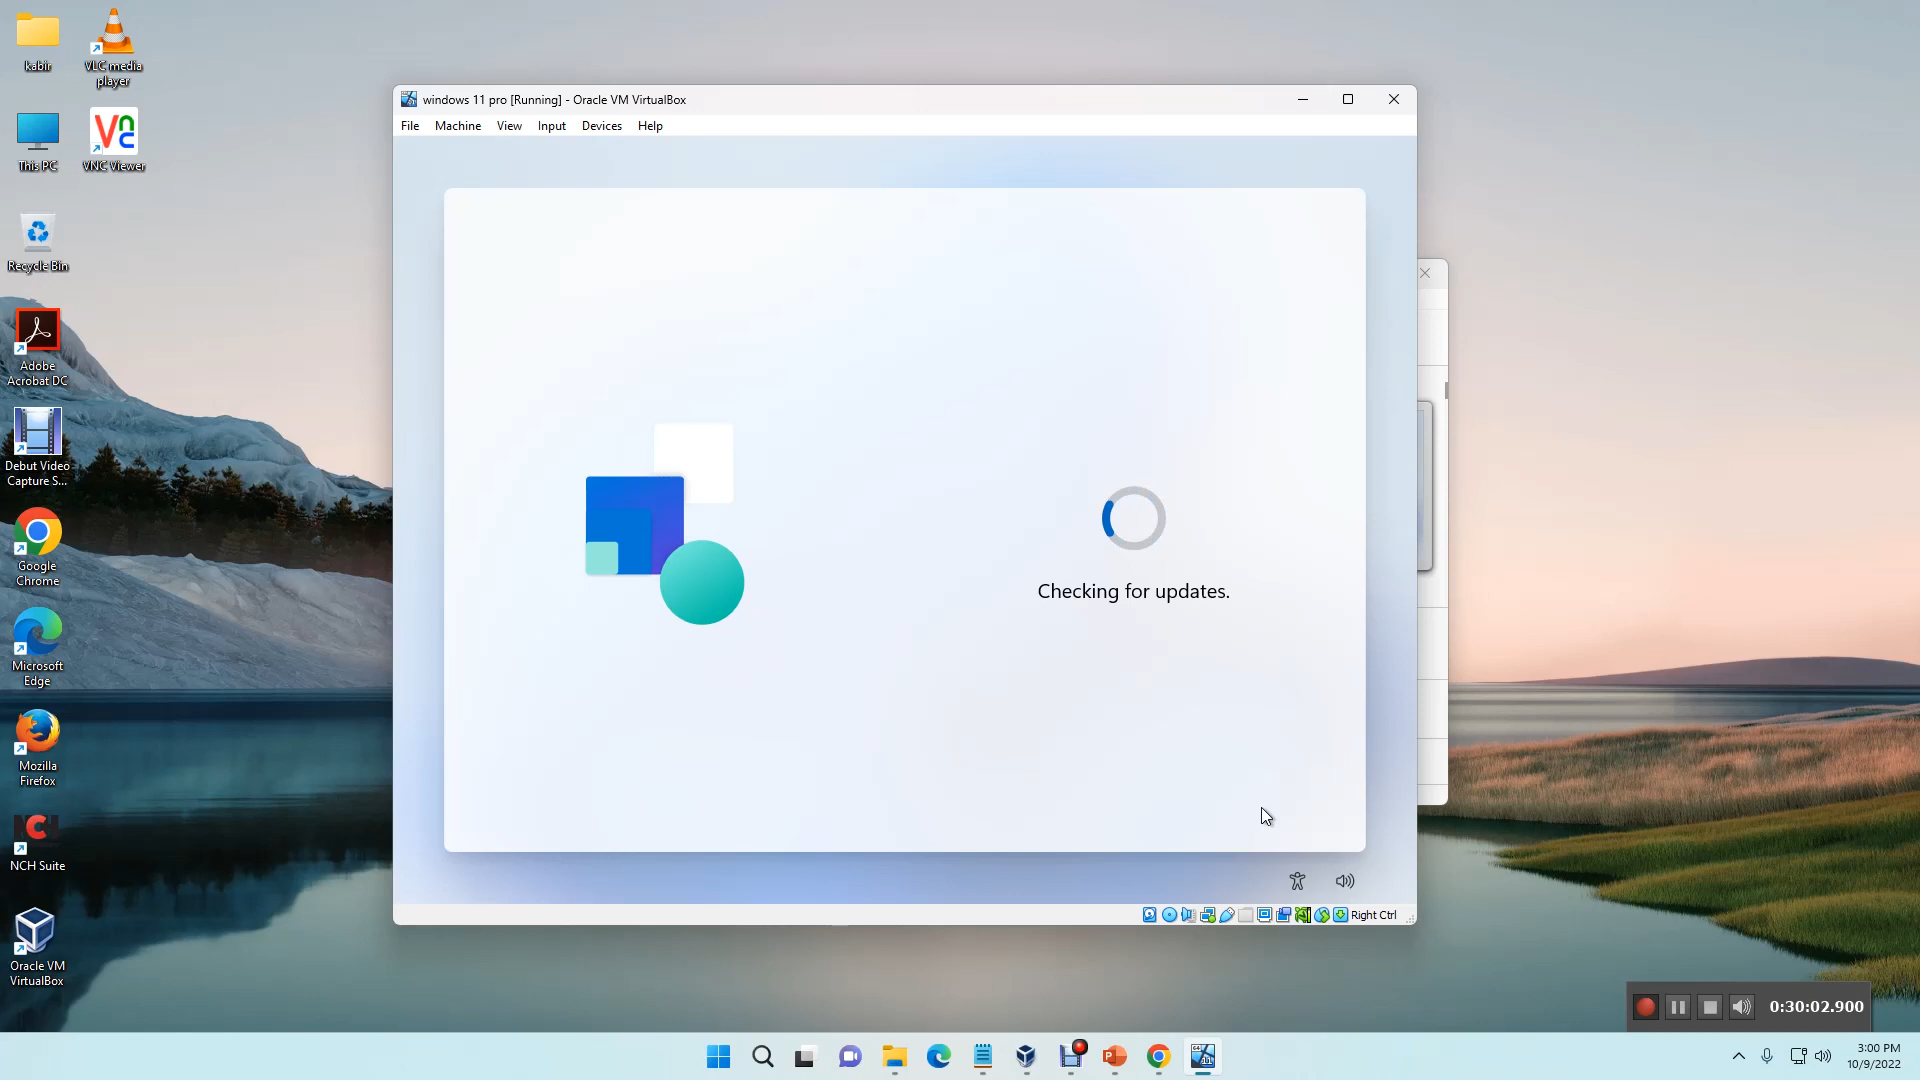 kabir
VLC media
player
This PC
VNC Viewer
Recycle Bin
Adobe
Acrobat DC
Debut Video
Capture S...
Google
Chrome
Microsoft
Edge
Mozilla
Firefox
NCH Suite
Oracle VM
VirtualBox
windows 11 pro [Running] - Oracle VM VirtualBox
File Machine View Input Devices Help
Checking for updates.
Right Ctrl
0:30:02.900
3:00 PM
10/9/2022